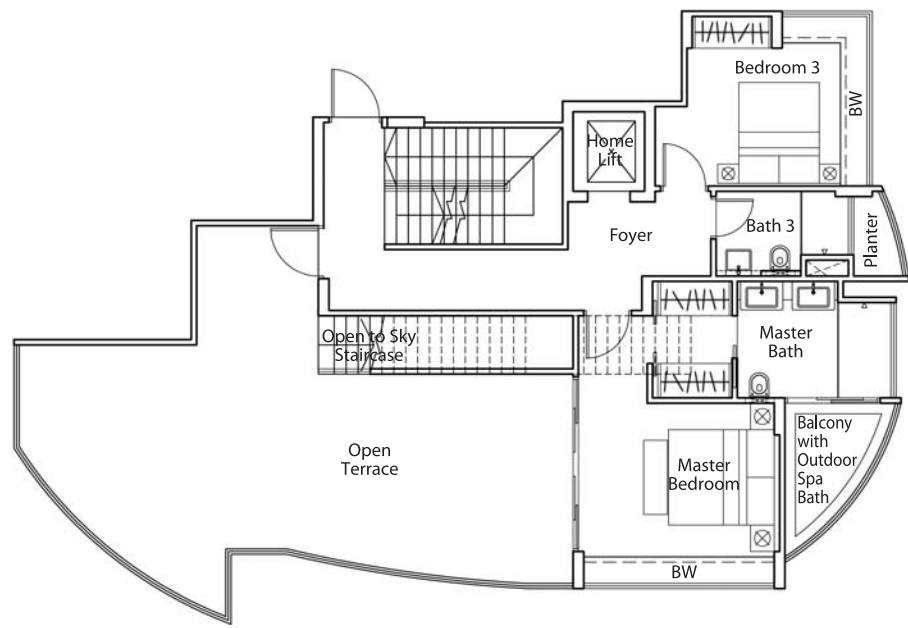 Bedroom 3
BW
Home
Lift
Foyer
Bath 3
Planter
Open to Sky
Staircase
Master
Bath
Open
Terrace
Master
Bedroom
Balcony
with
Outdoor
Spa
Bath
BW